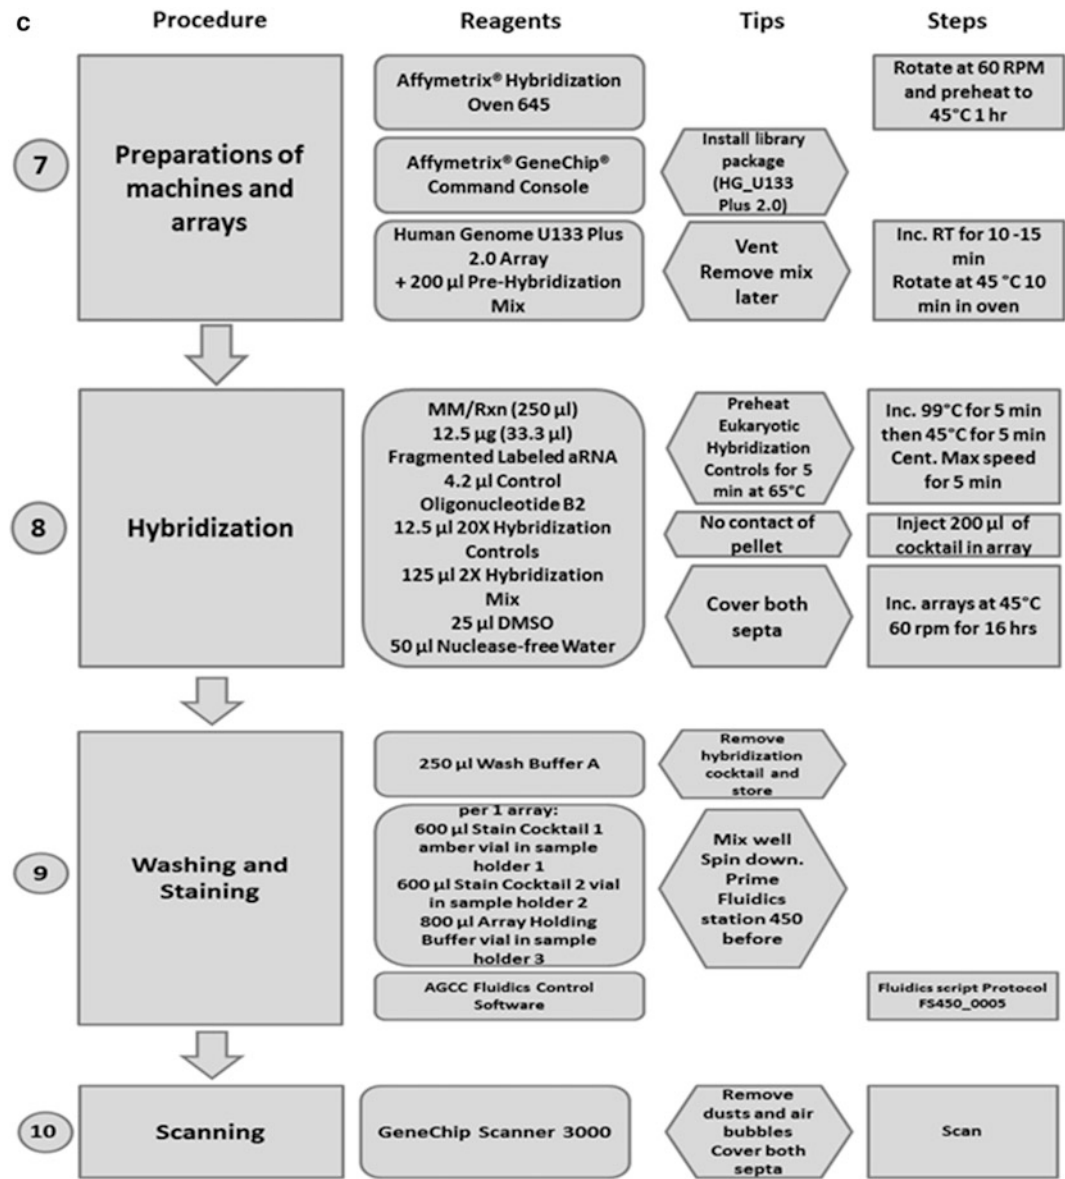 c
Procedure
Reagents
Tips
Steps
7
Preparations of
machines and
arrays
Affymetrix® Hybridization
Oven 645
Rotate at 60 RPM
and preheat to
45°C 1 hr
Affymetrix® GeneChip®
Command Console
Install library
package
(HG_U133
Plus 2.0)
Human Genome U133 Plus
2.0 Array
+ 200 µl Pre-Hybridization
Mix
Vent
Remove mix
later
Inc. RT for 10 -15
min
Rotate at 45 °C 10
min in oven
8
Hybridization
MM/Rxn (250 µl)
12.5 µg (33.3 µl)
Fragmented Labeled aRNA
4.2 µl Control
Oligonucleotide B2
12.5 µl 20X Hybridization
Controls
125 µl 2X Hybridization
Mix
25 µl DMSO
50 µl Nuclease-free Water
Preheat
Eukaryotic
Hybridization
Controls for 5
min at 65°C
Inc. 99°C for 5 min
then 45°C for 5 min
Cent. Max speed
for 5 min
No contact of
pellet
Inject 200 µl of
cocktail in array
Cover both
septa
Inc. arrays at 45°C
60 rpm for 16 hrs
9
Washing and
Staining
250 µl Wash Buffer A
Remove
hybridization
cocktail and
store
per 1 array:
600 µl Stain Cocktail 1
amber vial in sample
holder 1
600 µl Stain Cocktail 2 vial
in sample holder 2
800 µl Array Holding
Buffer vial in sample
holder 3
Mix well
Spin down.
Prime
Fluidics
station 450
before
AGCC Fluidics Control
Software
Fluidics script Protocol
FS450_0005
10
Scanning
GeneChip Scanner 3000
Remove
dusts and air
bubbles
Cover both
septa
Scan